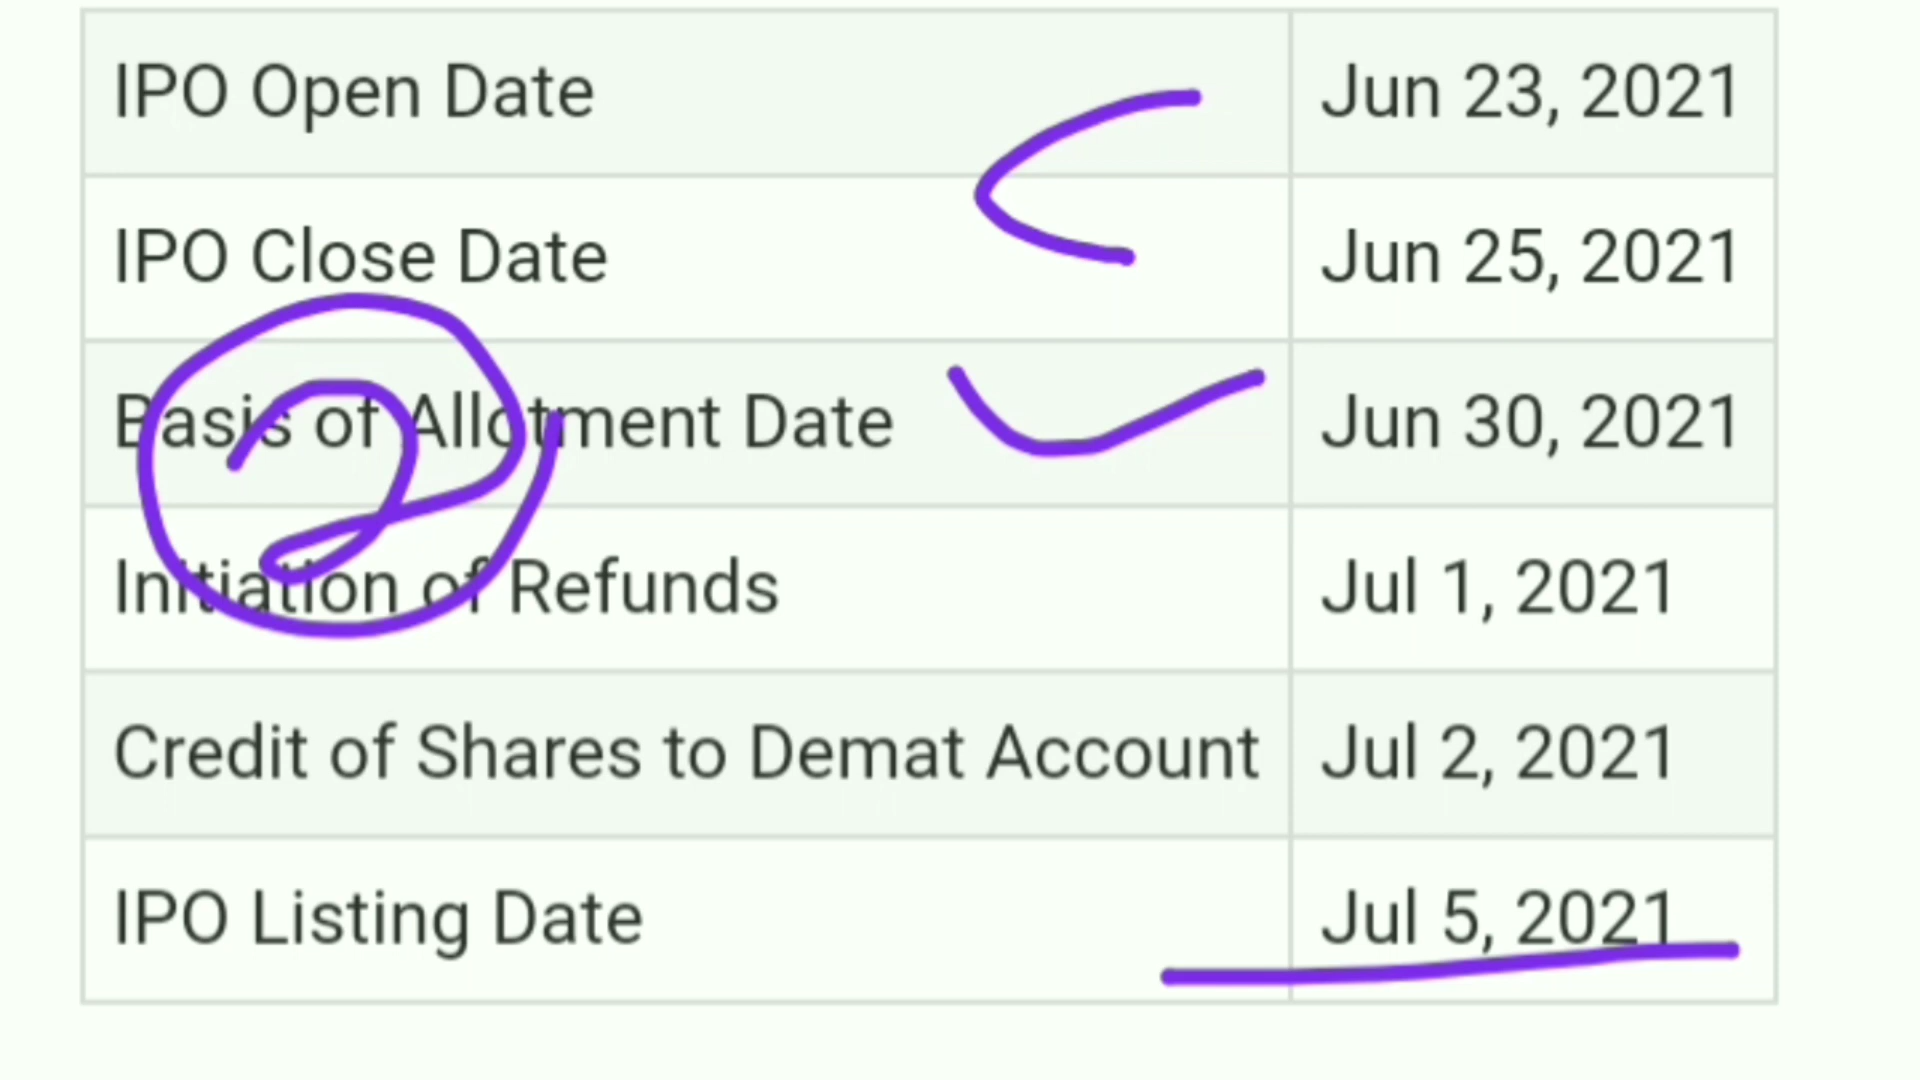 IPO Open Date Jun 23, 2021
IPO Close Date Jun 25, 2021
Basis of Allotment Date Jun 30, 2021
Initiation of Refunds Jul 1, 2021
Credit of Shares to Demat Account Jul 2, 2021
IPO Listing Date Jul 5, 2021
2